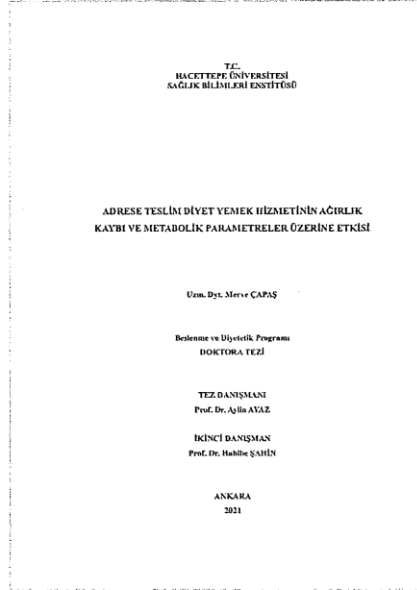 T.C.
HACETTEPE ÜNİVERSİTESİ
SAĞLIK BİLİMLERİ ENSTİTÜSÜ
ADRESE TESLİM DİYET YEMEK HİZMETİNİN AĞIRLIK
KAYBI VE METABOLİK PARAMETRELER ÜZERİNE ETKİSİ
Uzm. Dyt. Merve ÇAPAŞ
Beslenme ve Diyetetik Programı
DOKTORA TEZİ
TEZ DANIŞMANI
Prof. Dr. Aylin AYAZ
İKİNCİ DANIŞMAN
Prof. Dr. Habibe ŞAHİN
ANKARA
2021